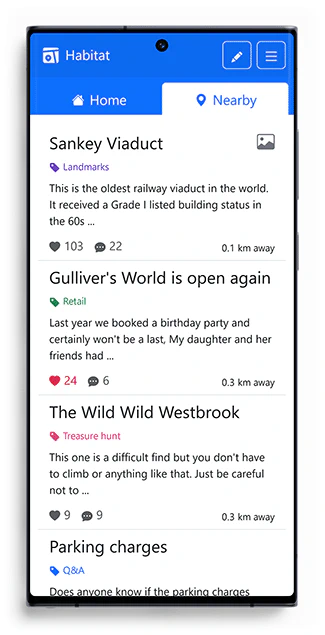 Habitat
Home
Nearby
Sankey Viaduct
Landmarks
This is the oldest railway viaduct in the world.
It received a Grade I listed building status in
the 60s ...
103 22 0.1 km away
Gulliver's World is open again
Retail
Last year we booked a birthday party and
certainly won't be a last, My daughter and her
friends had ...
24 6 0.3 km away
The Wild Wild Westbrook
Treasure hunt
This one is a difficult find but you don't have
to climb or anything like that. Just be careful
not to ...
9 9 0.3 km away
Parking charges
Q&A
Does anyone know if the parking charges